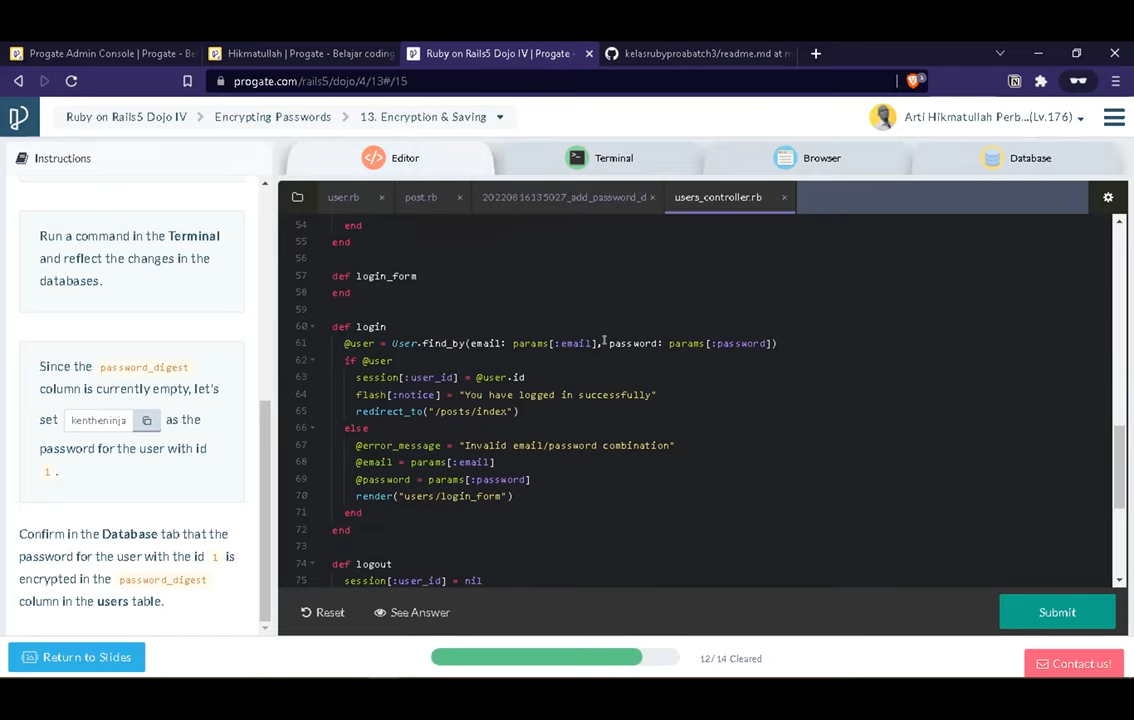 Progate Admin Console | Progate - Be
Hikmatullah | Progate - Belajar coding
Ruby on Rails5 Dojo IV | Progate -
kelasrubyproabatch3/readme.md at m
progate.com/rails5/dojo/4/13#/15
Ruby on Rails5 Dojo IV
Encrypting Passwords
13. Encryption & Saving
Arti Hikmatullah Perb...(Lv.176)
Instructions
Editor
Terminal
Browser
Database
user.rb
post.rb
20220816135027_add_password_d
users_controller.rb
Run a command in the Terminal
and reflect the changes in the
databases.
Since the password_digest
column is currently empty, let's
set kentheninja as the
password for the user with id
1 .
Confirm in the Database tab that the
password for the user with the id 1 is
encrypted in the password_digest
column in the users table.
54 end
55 end
56
57 def login_form
58 end
59
60 def login
61 @user = User.find_by(email: params[:email], password: params[:password])
62 if @user
63 session[:user_id] = @user.id
64 flash[:notice] = "You have logged in successfully"
65 redirect_to("/posts/index")
66 else
67 @error_message = "Invalid email/password combination"
68 @email = params[:email]
69 @password = params[:password]
70 render("users/login_form")
71 end
72 end
73
74 def logout
75 session[:user_id] = nil
Reset
See Answer
Submit
Return to Slides
12/14 Cleared
Contact us!